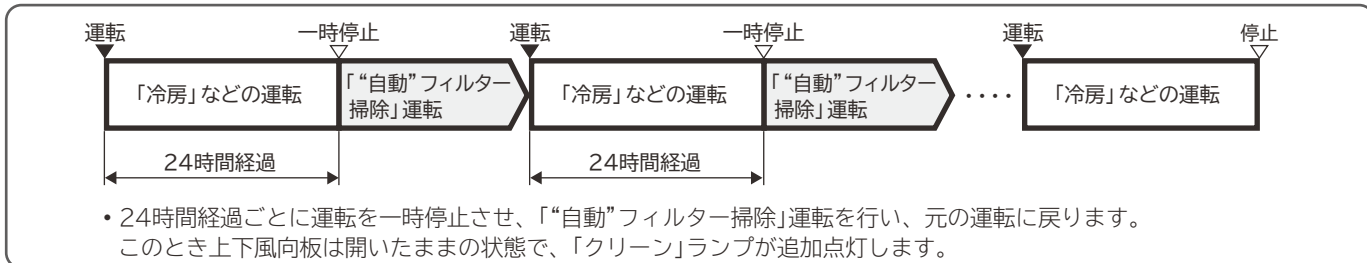 運転 一時停止 運転 一時停止 運転 停止
「冷房」などの運転 「“自動”フィルター掃除」運転 「冷房」などの運転 「“自動”フィルター掃除」運転 ････ 「冷房」などの運転
24時間経過 24時間経過
• 24時間経過ごとに運転を一時停止させ、「“自動”フィルター掃除」運転を行い、元の運転に戻ります。
このとき上下風向板は開いたままの状態で、「クリーン」ランプが追加点灯します。